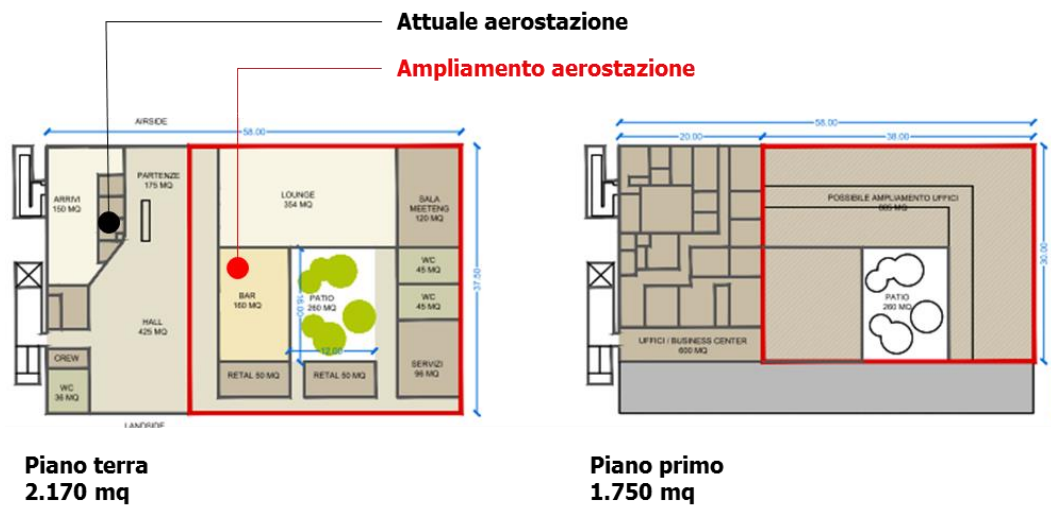 Attuale aerostazione
Ampliamento aerostazione
AIRSIDE
58.00
PARTENZE
175 MQ
ARRIVI
150 MQ
LOUNGE
354 MQ
SALA
MEETENG
120 MQ
WC
45 MQ
WC
45 MQ
BAR
160 MQ
16.00
PATIO
260 MQ
12.00
37.50
HALL
425 MQ
CREW
WC
36 MQ
RETAL 50 MQ
RETAL 50 MQ
SERVIZI
96 MQ
LANDSIDE
58.00
20.00
38.00
POSSIBILE AMPLIAMENTO UFFICI
MQ
30.00
PATIO
260 MQ
UFFICI / BUSINESS CENTER
600 MQ
Piano terra
2.170 mq
Piano primo
1.750 mq